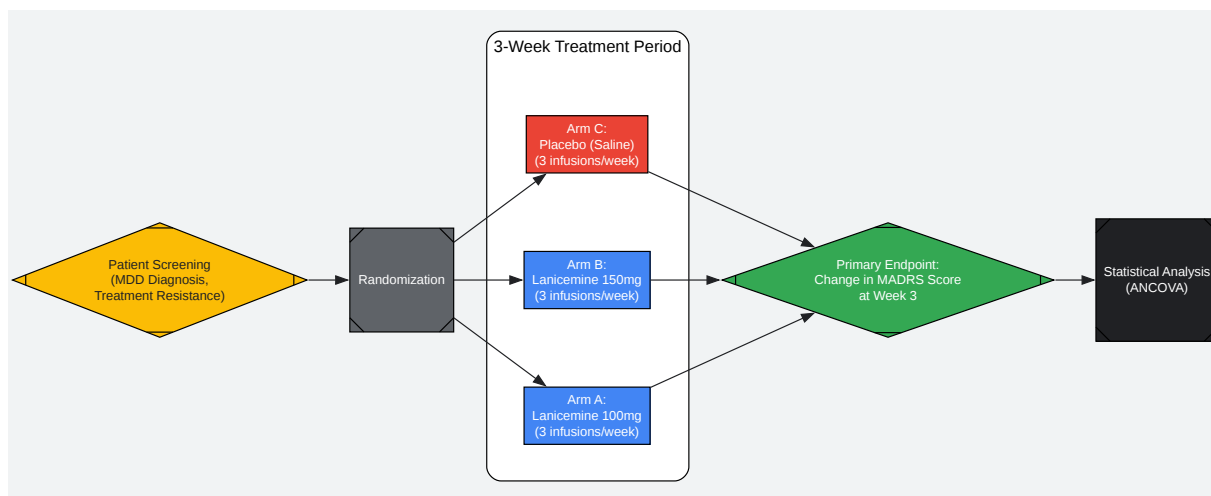 3-Week Treatment Period
Arm C:
Placebo (Saline)
(3 infusions/week)
Patient Screening
(MDD Diagnosis,
Treatment Resistance)
Randomization
Arm B:
Lanicemine 150mg
(3 infusions/week)
Primary Endpoint:
Change in MADRS Score
at Week 3
Statistical Analysis
(ANCOVA)
Arm A:
Lanicemine 100mg
(3 infusions/week)